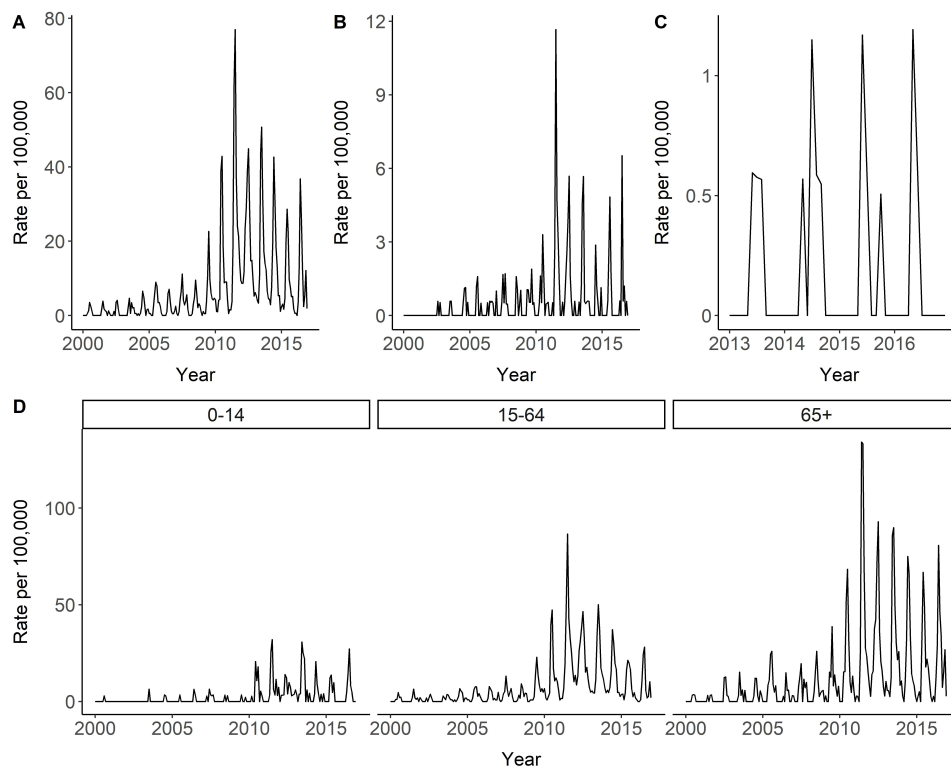 A
B
C
80
60
40
20
0
Rate per 100,000
2000 2005 2010 2015
Year
12
9
6
3
0
Rate per 100,000
2000 2005 2010 2015
Year
1
0.5
0
Rate per 100,000
2013 2014 2015 2016
Year
D
0-14 15-64 65+
100
50
0
Rate per 100,000
2000 2005 2010 2015 2000 2005 2010 2015 2000 2005 2010 2015
Year